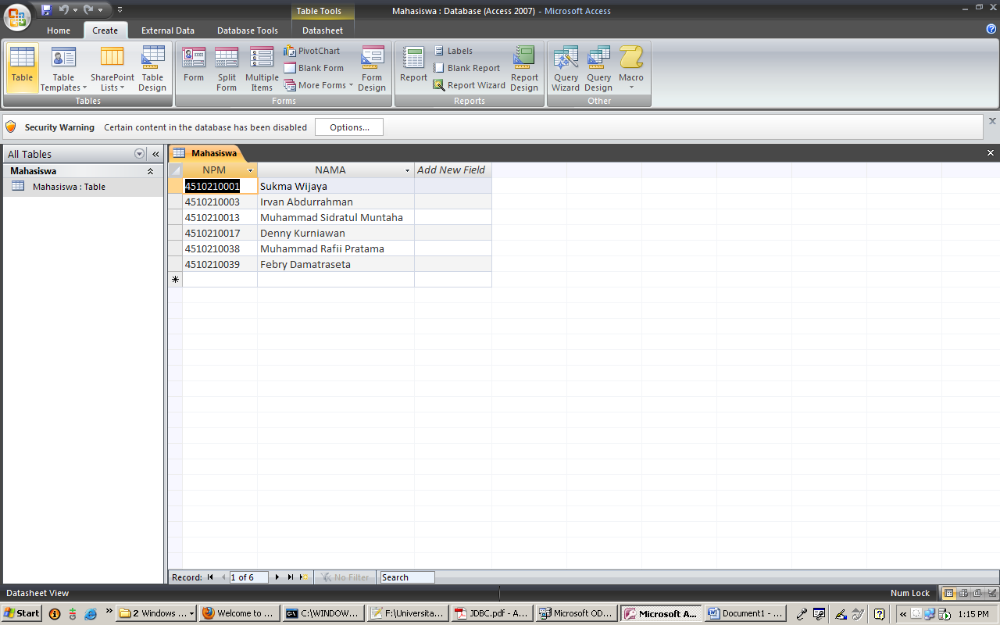 Table Tools
Mahasiswa : Database (Access 2007) - Microsoft Access
Home Create External Data Database Tools Datasheet
Table
Table Templates
SharePoint Lists
Table Design
Tables
Form
Split Form
Multiple Items
PivotChart
Blank Form
More Forms
Form Design
Forms
Report
Labels
Blank Report
Report Wizard
Report Design
Reports
Query Wizard
Query Design
Macro
Other
Security Warning Certain content in the database has been disabled Options...
All Tables
Mahasiswa
Mahasiswa : Table
Mahasiswa
NPM NAMA Add New Field
4510210001 Sukma Wijaya
4510210003 Irvan Abdurrahman
4510210013 Muhammad Sidratul Muntaha
4510210017 Denny Kurniawan
4510210038 Muhammad Rafii Pratama
4510210039 Febry Damatraseta
Record: 1 of 6 No Filter Search
Datasheet View Num Lock
Start 2 Windows ... Welcome to ... C:\WINDOW... F:\Universita... JDBC.pdf - A... Microsoft OD... Microsoft A... Document1 - ... 1:15 PM